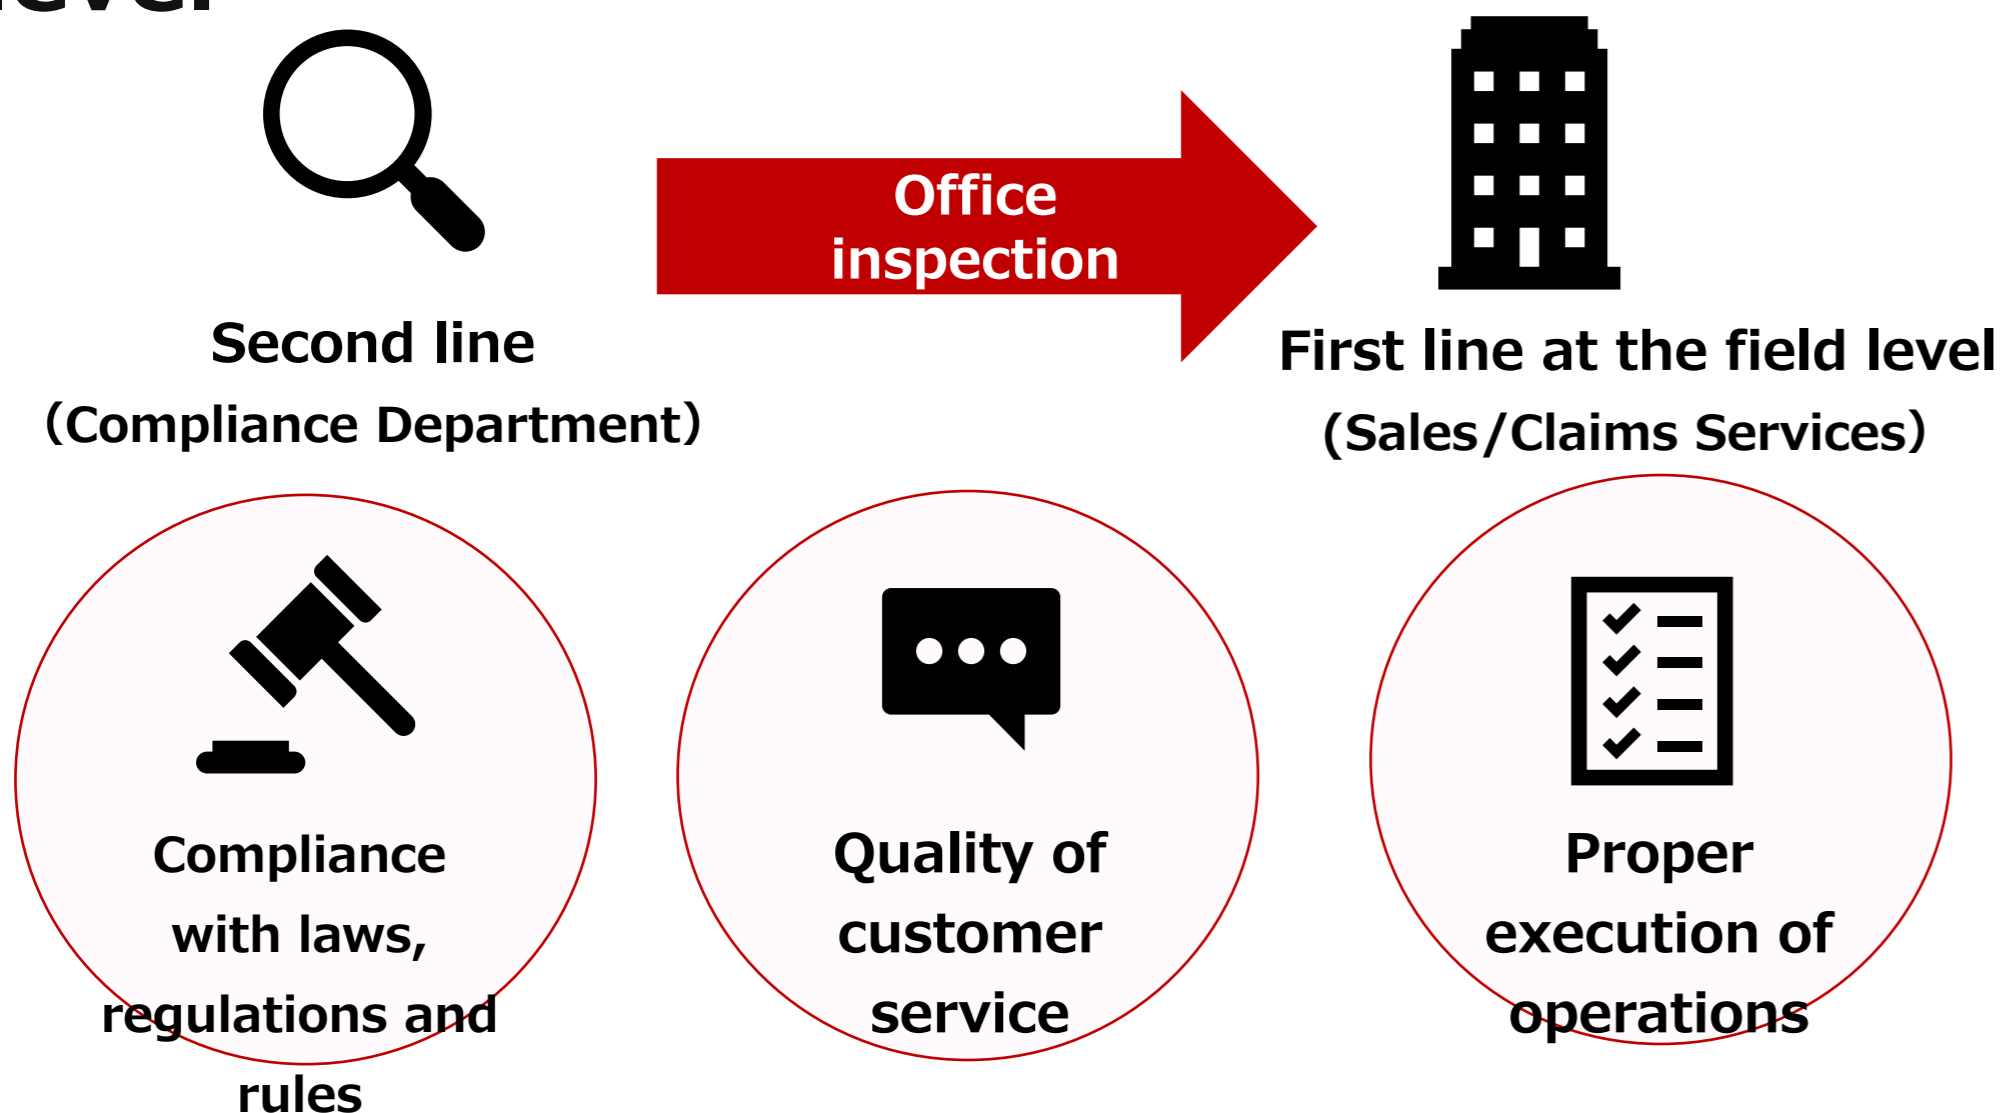 Office
inspection
Second line
（Compliance Department）
First line at the field level
(Sales/Claims Services）
Compliance
with laws,
regulations and
rules
Quality of
customer
service
Proper
execution of
operations